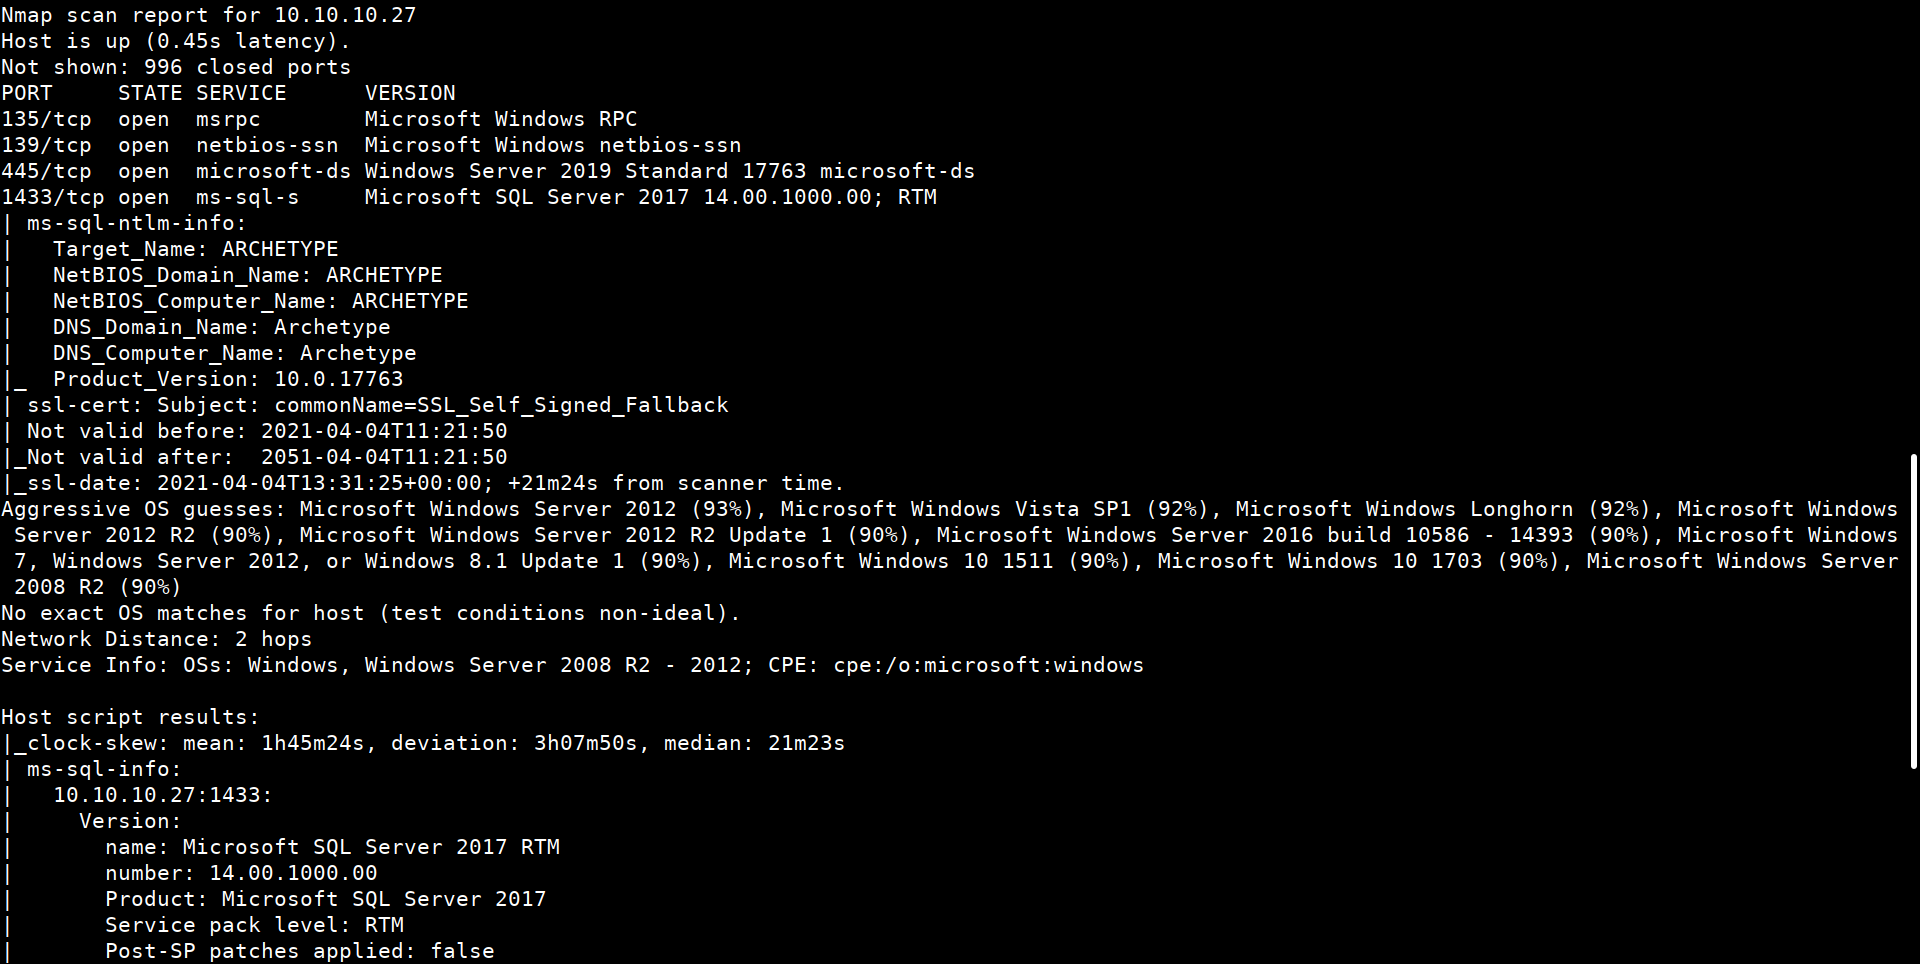 Nmap scan report for 10.10.10.27
Host is up (0.45s latency).
Not shown: 996 closed ports
PORT     STATE SERVICE      VERSION
135/tcp  open  msrpc        Microsoft Windows RPC
139/tcp  open  netbios-ssn  Microsoft Windows netbios-ssn
445/tcp  open  microsoft-ds Windows Server 2019 Standard 17763 microsoft-ds
1433/tcp open  ms-sql-s     Microsoft SQL Server 2017 14.00.1000.00; RTM
| ms-sql-ntlm-info:
|   Target_Name: ARCHETYPE
|   NetBIOS_Domain_Name: ARCHETYPE
|   NetBIOS_Computer_Name: ARCHETYPE
|   DNS_Domain_Name: Archetype
|   DNS_Computer_Name: Archetype
|_  Product_Version: 10.0.17763
| ssl-cert: Subject: commonName=SSL_Self_Signed_Fallback
| Not valid before: 2021-04-04T11:21:50
|_Not valid after:  2051-04-04T11:21:50
|_ssl-date: 2021-04-04T13:31:25+00:00; +21m24s from scanner time.
Aggressive OS guesses: Microsoft Windows Server 2012 (93%), Microsoft Windows Vista SP1 (92%), Microsoft Windows Longhorn (92%), Microsoft Windows
 Server 2012 R2 (90%), Microsoft Windows Server 2012 R2 Update 1 (90%), Microsoft Windows Server 2016 build 10586 - 14393 (90%), Microsoft Windows
 7, Windows Server 2012, or Windows 8.1 Update 1 (90%), Microsoft Windows 10 1511 (90%), Microsoft Windows 10 1703 (90%), Microsoft Windows Server
 2008 R2 (90%)
No exact OS matches for host (test conditions non-ideal).
Network Distance: 2 hops
Service Info: OSs: Windows, Windows Server 2008 R2 - 2012; CPE: cpe:/o:microsoft:windows

Host script results:
|_clock-skew: mean: 1h45m24s, deviation: 3h07m50s, median: 21m23s
| ms-sql-info:
|   10.10.10.27:1433:
|     Version:
|       name: Microsoft SQL Server 2017 RTM
|       number: 14.00.1000.00
|       Product: Microsoft SQL Server 2017
|       Service pack level: RTM
|       Post-SP patches applied: false